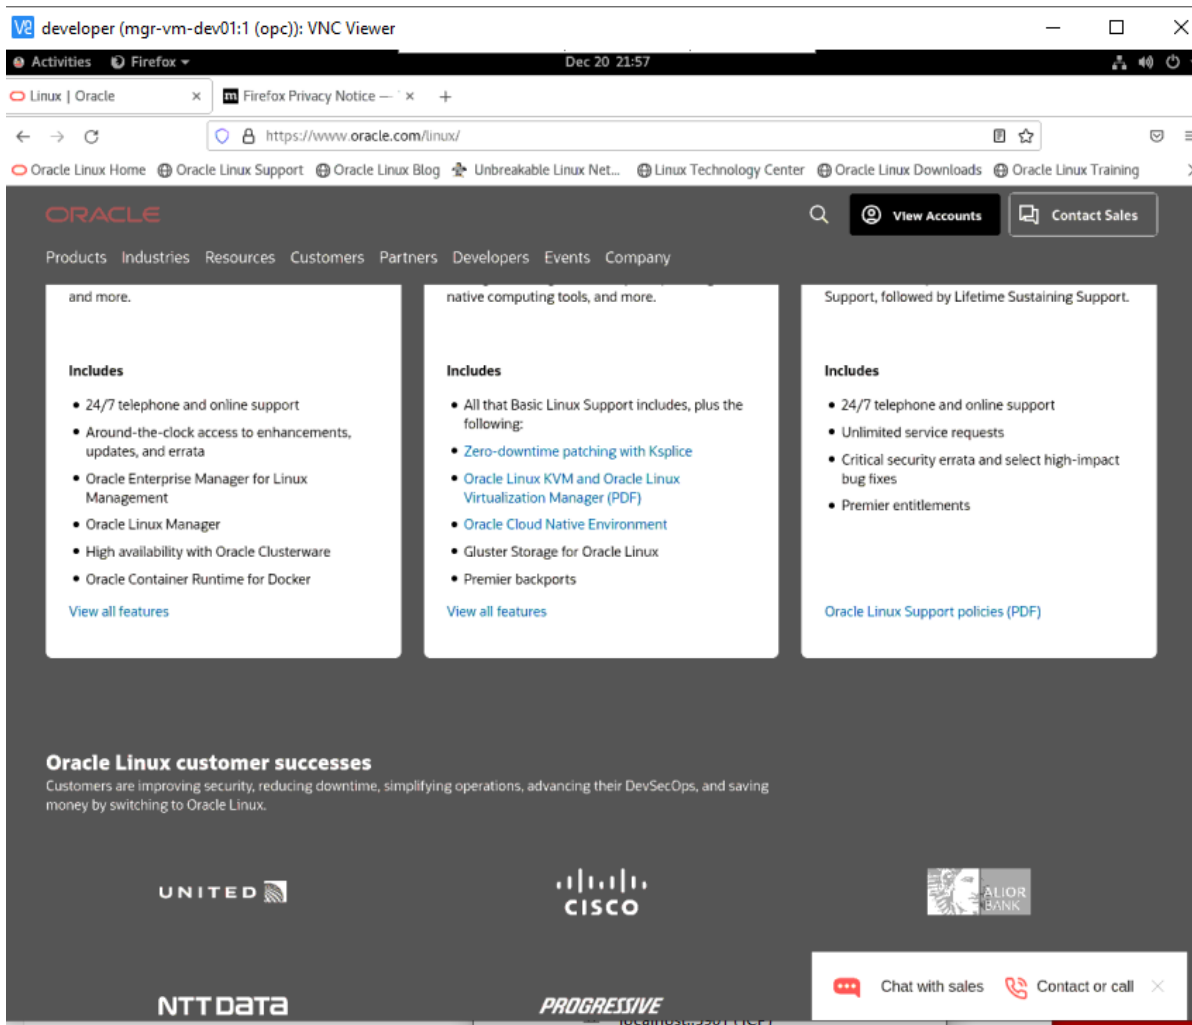 developer (mgr-vm-dev01:1 (opc)): VNC Viewer
Activities Firefox Dec 20 21:57
Linux | Oracle Firefox Privacy Notice —
https://www.oracle.com/linux/
Oracle Linux Home Oracle Linux Support Oracle Linux Blog Unbreakable Linux Net... Linux Technology Center Oracle Linux Downloads Oracle Linux Training
ORACLE View Accounts Contact Sales
Products Industries Resources Customers Partners Developers Events Company
and more.
Includes
• 24/7 telephone and online support
• Around-the-clock access to enhancements,
updates, and errata
• Oracle Enterprise Manager for Linux
Management
• Oracle Linux Manager
• High availability with Oracle Clusterware
• Oracle Container Runtime for Docker
View all features
native computing tools, and more.
Includes
• All that Basic Linux Support includes, plus the
following:
• Zero-downtime patching with Ksplice
• Oracle Linux KVM and Oracle Linux
Virtualization Manager (PDF)
• Oracle Cloud Native Environment
• Gluster Storage for Oracle Linux
• Premier backports
View all features
Support, followed by Lifetime Sustaining Support.
Includes
• 24/7 telephone and online support
• Unlimited service requests
• Critical security errata and select high-impact
bug fixes
• Premier entitlements
Oracle Linux Support policies (PDF)
Oracle Linux customer successes
Customers are improving security, reducing downtime, simplifying operations, advancing their DevSecOps, and saving
money by switching to Oracle Linux.
UNITED
CISCO
ALIOR
BANK
NTT DATA
PROGRESSIVE
Chat with sales Contact or call